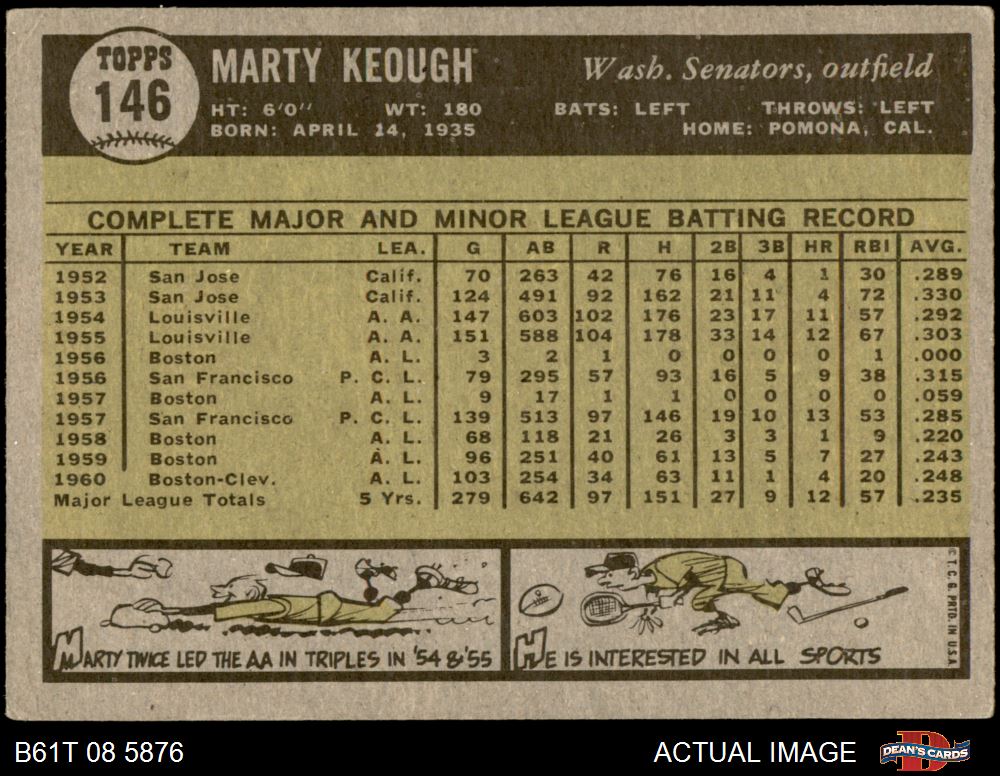 TOPPS
146
MARTY KEOUGH
Wash. Senators, outfield
HT: 6'0" WT: 180 BATS: LEFT THROWS: LEFT
BORN: APRIL 14, 1935 HOME: POMONA, CAL.
COMPLETE MAJOR AND MINOR LEAGUE BATTING RECORD
YEAR TEAM LEA. G AB R H 2B 3B HR RBI AVG.
1952 San Jose Calif. 70 263 42 76 16 4 1 30 .289
1953 San Jose Calif. 124 491 92 162 21 11 4 72 .330
1954 Louisville A. A. 147 603 102 176 23 17 11 57 .292
1955 Louisville A. A. 151 588 104 178 33 14 12 67 .303
1956 Boston A. L. 3 2 1 0 0 0 0 1 .000
1956 San Francisco P. C. L. 79 295 57 93 16 5 9 38 .315
1957 Boston A. L. 9 17 1 1 0 0 0 0 .059
1957 San Francisco P. C. L. 139 513 97 146 19 10 13 53 .285
1958 Boston A. L. 68 118 21 26 3 3 1 9 .220
1959 Boston A. L. 96 251 40 61 13 5 7 27 .243
1960 Boston-Clev. A. L. 103 254 34 63 11 1 4 20 .248
Major League Totals 5 Yrs. 279 642 97 151 27 9 12 57 .235
MARTY TWICE LED THE AA IN TRIPLES IN '54 & '55
HE IS INTERESTED IN ALL SPORTS
© T. C. G. PRTD. IN U.S.A.
B61T 08 5876
ACTUAL IMAGE
DEAN'S CARDS